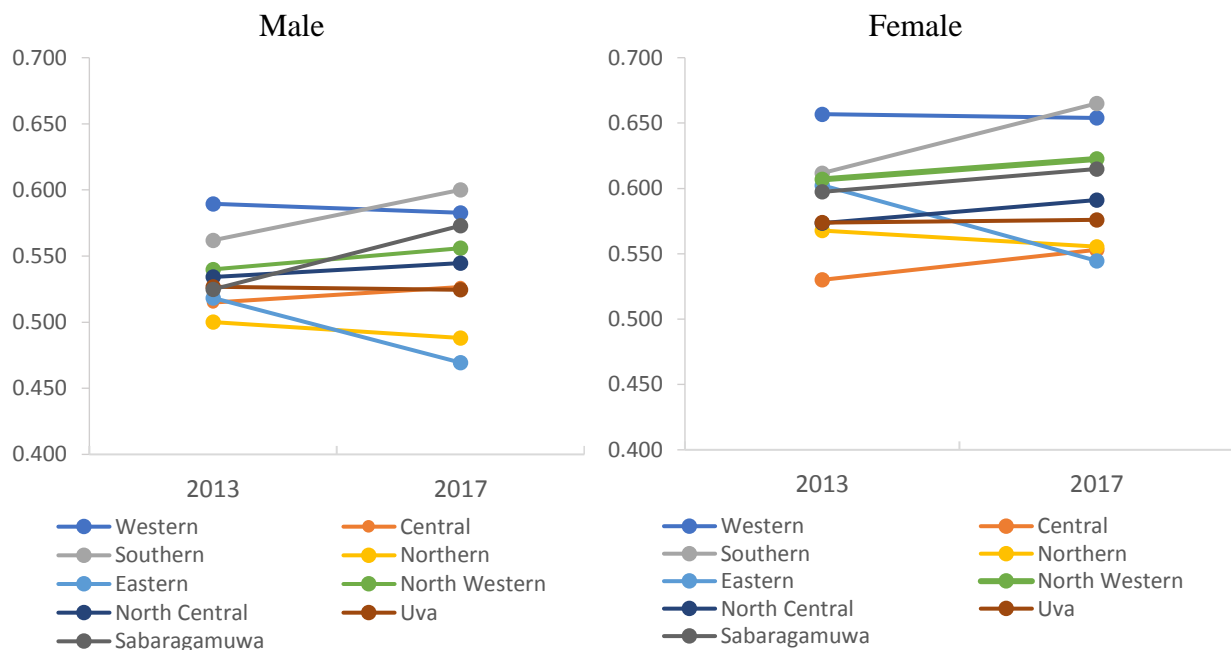 Male
0.700
0.650
0.600
0.550
0.500
0.450
0.400
2013 2017
Western Central
Southern Northern
Eastern North Western
North Central Uva
Sabaragamuwa
Female
0.700
0.650
0.600
0.550
0.500
0.450
0.400
2013 2017
Western Central
Southern Northern
Eastern North Western
North Central Uva
Sabaragamuwa